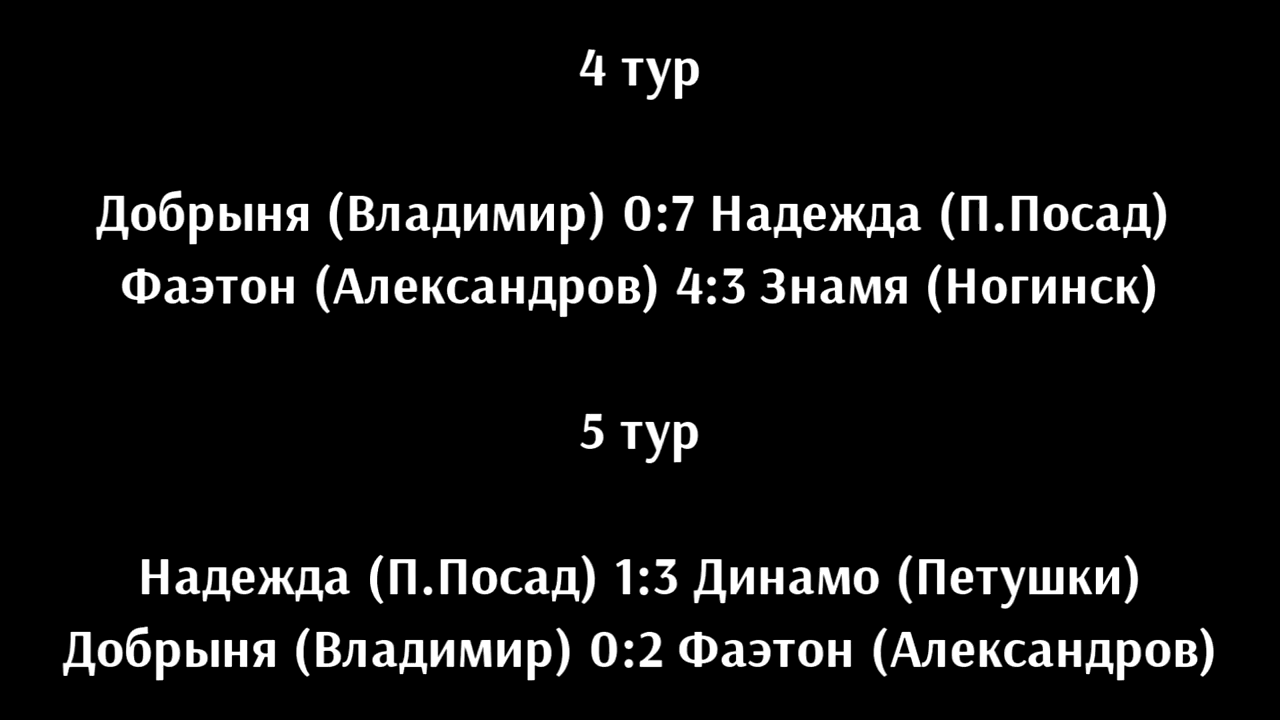 4 тур
Добрыня (Владимир) 0:7 Надежда (П.Посад)
Фаэтон (Александров) 4:3 Знамя (Ногинск)
5 тур
Надежда (П.Посад) 1:3 Динамо (Петушки)
Добрыня (Владимир) 0:2 Фаэтон (Александров)